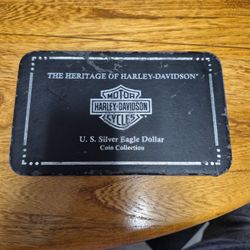 THE HERITAGE OF HARLEY-DAVIDSON®
MOTOR
HARLEY-DAVIDSON
CYCLES
U. S. Silver Eagle Dollar
Coin Collection